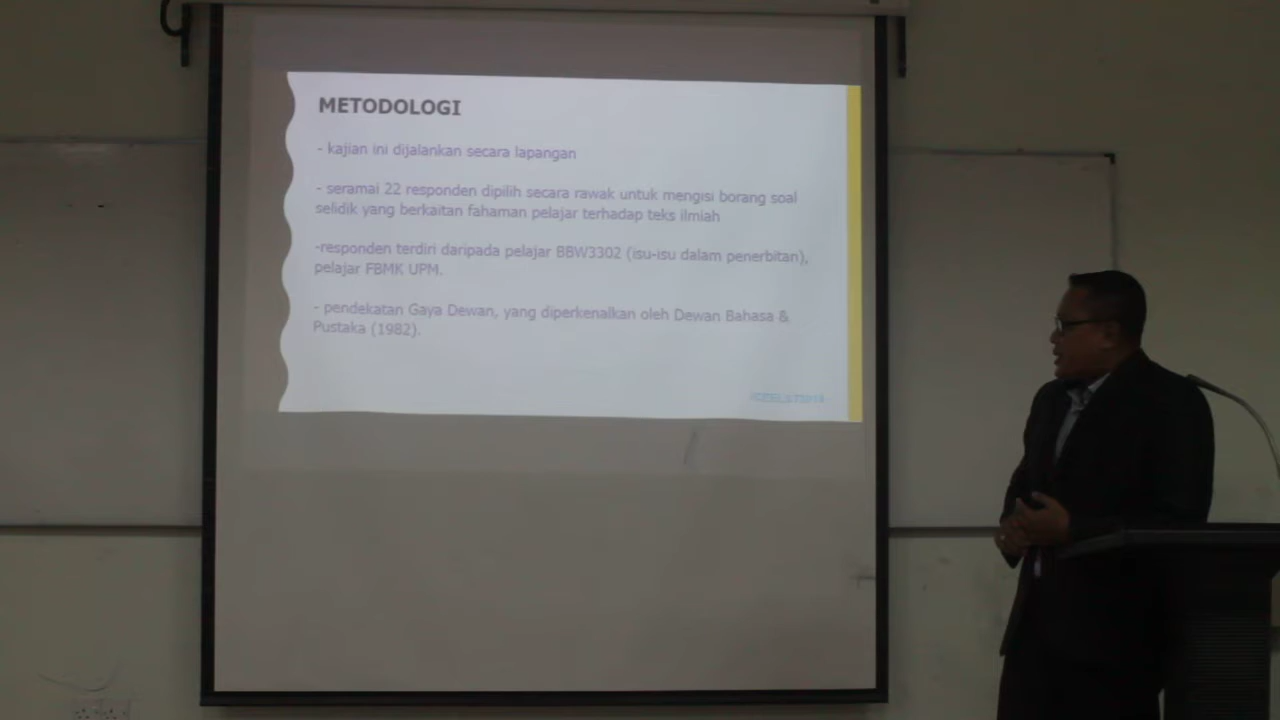 METODOLOGI
- kajian ini dijalankan secara lapangan
- seramai 22 responden dipilih secara rawak untuk mengisi borang soal
selidik yang berkaitan fahaman pelajar terhadap teks ilmiah
-responden terdiri daripada pelajar BBW3302 (isu-isu dalam penerbitan),
pelajar FBMK UPM.
- pendekatan Gaya Dewan, yang diperkenalkan oleh Dewan Bahasa &
Pustaka (1982).